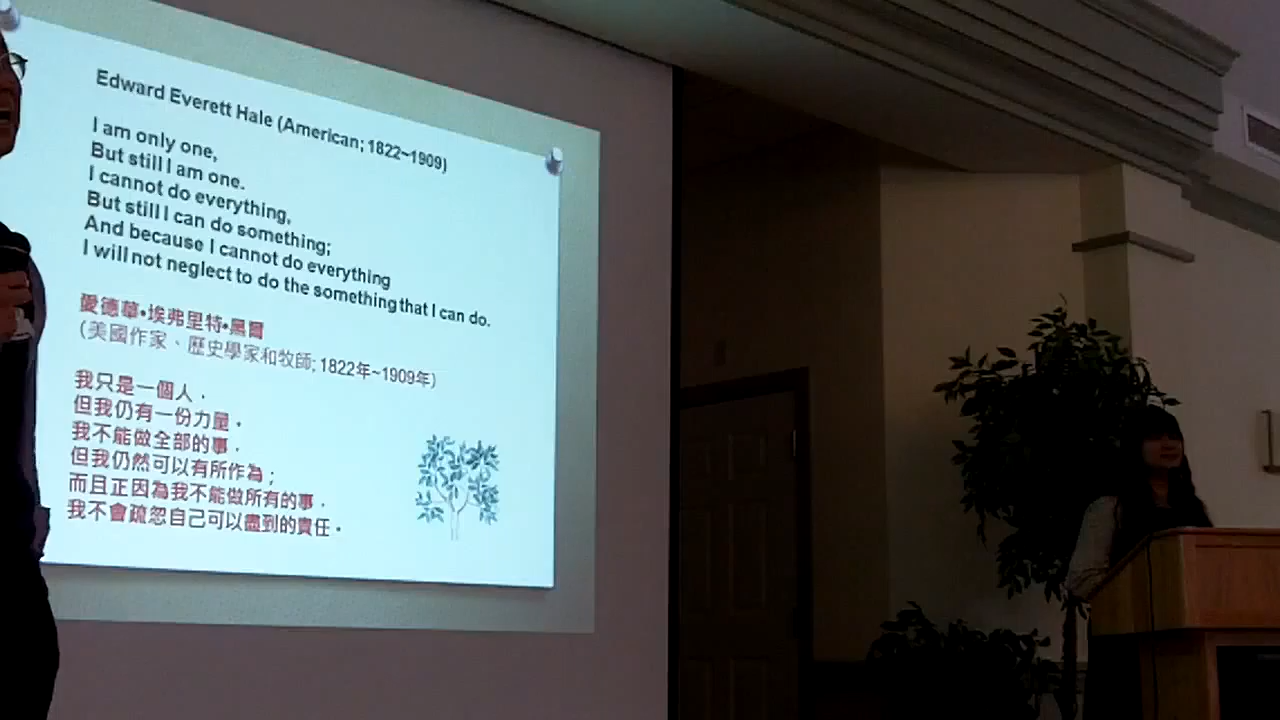 Edward Everett Hale (American; 1822~1909)
I am only one,
But still I am one.
I cannot do everything,
But still I can do something;
And because I cannot do everything
I will not neglect to do the something that I can do.
愛德華•埃弗里特•黑爾
(美國作家、歷史學家和牧師; 1822年~1909年)
我只是一個人，
但我仍有一份力量。
我不能做全部的事，
但我仍然可以有所作為；
而且正因為我不能做所有的事，
我不會疏忽自己可以盡到的責任。